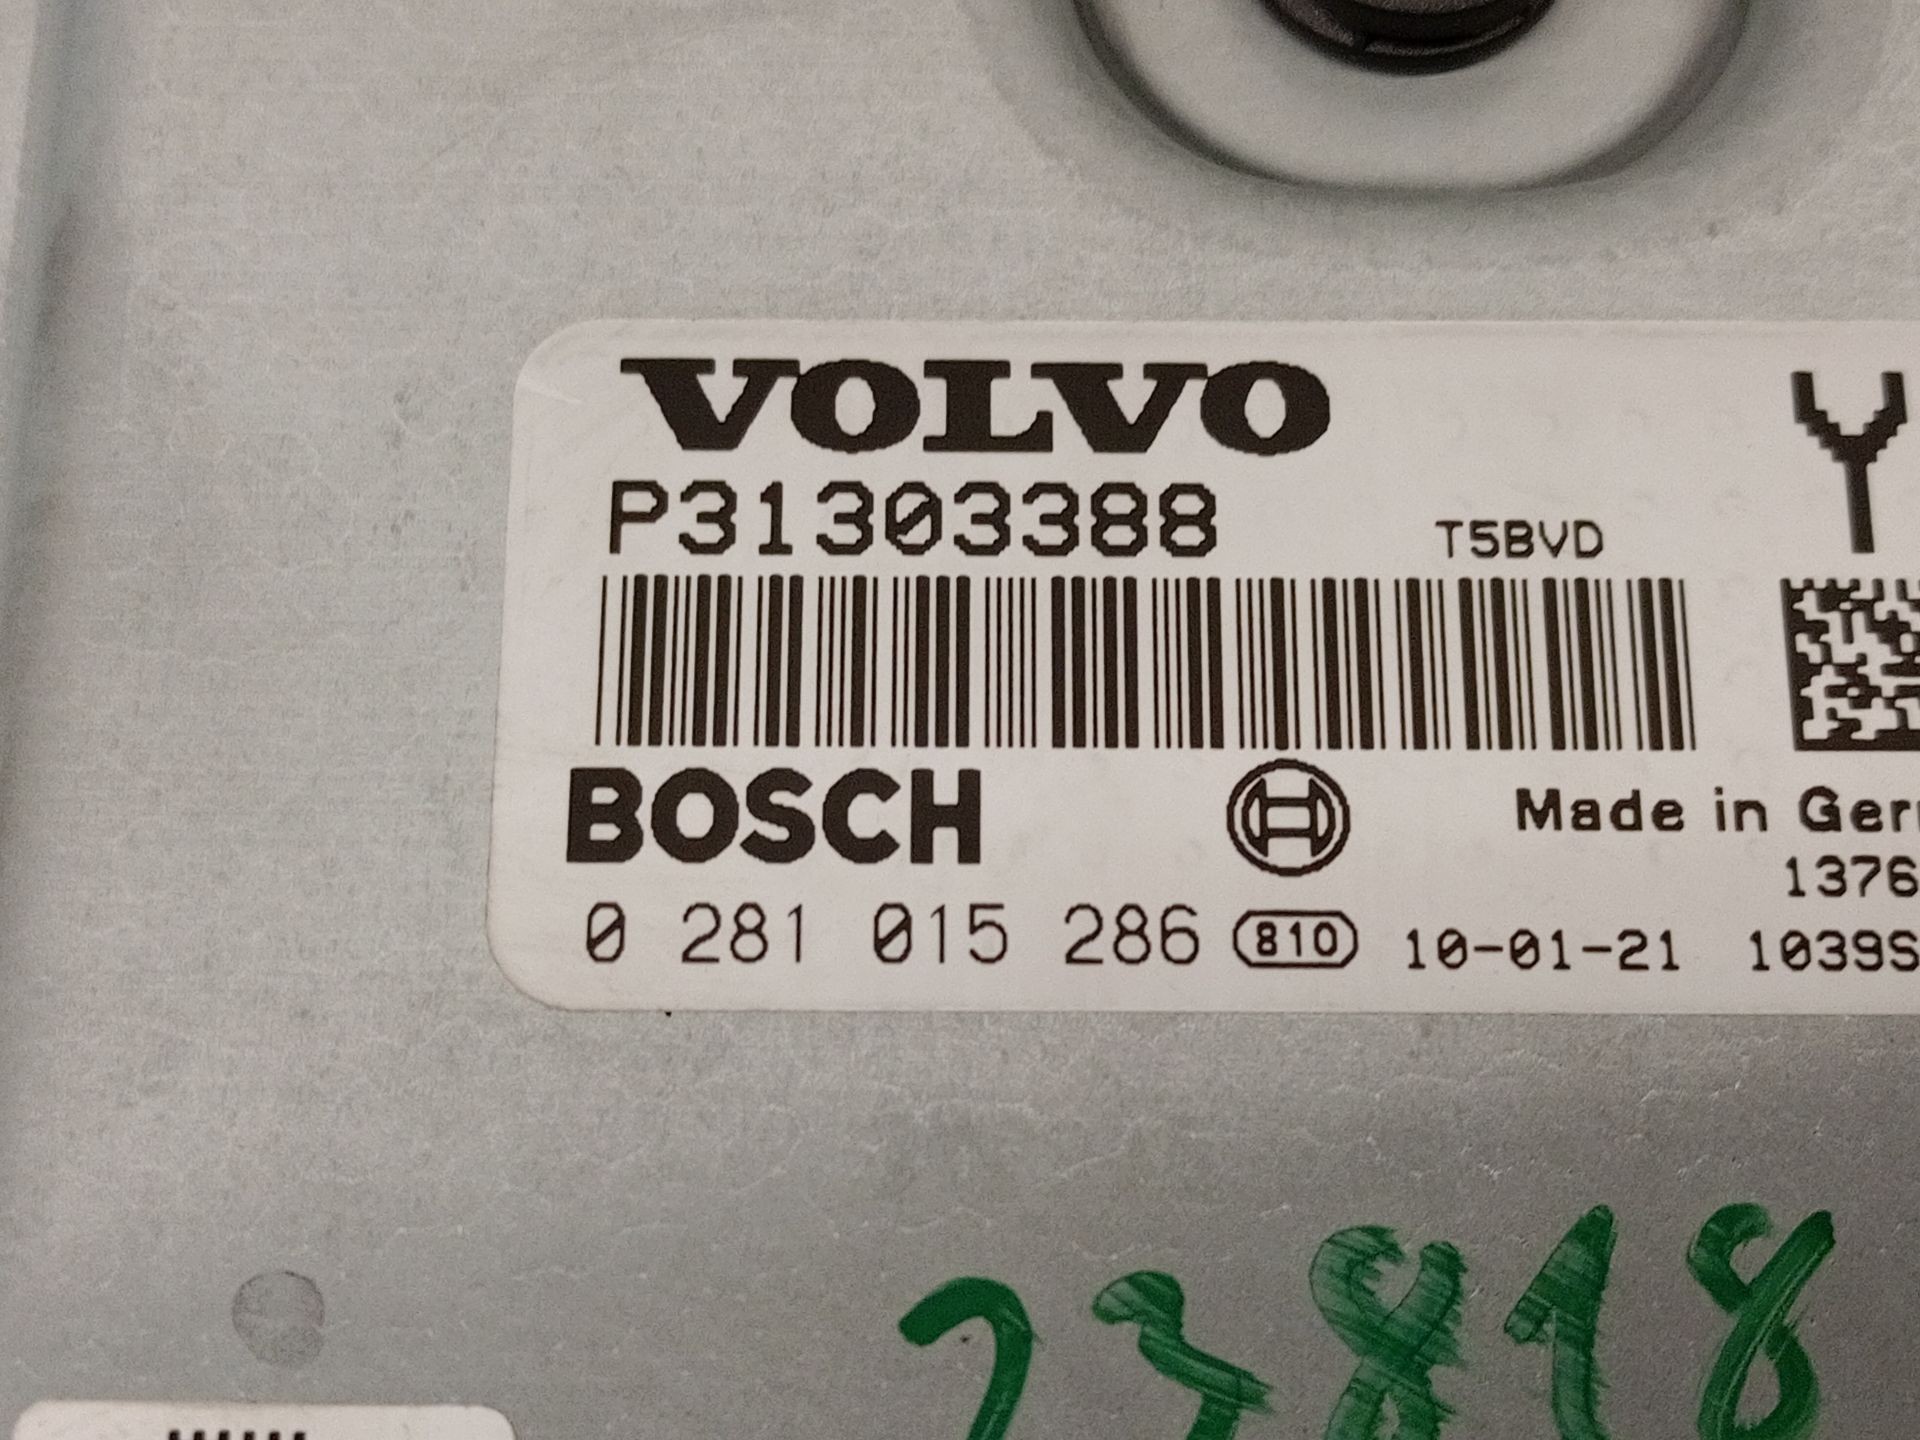 VOLVO
Y
P31303388
T5BVD
BOSCH
Made in Ger
1376
0 281 015 286 810 10-01-21 1039S
23818